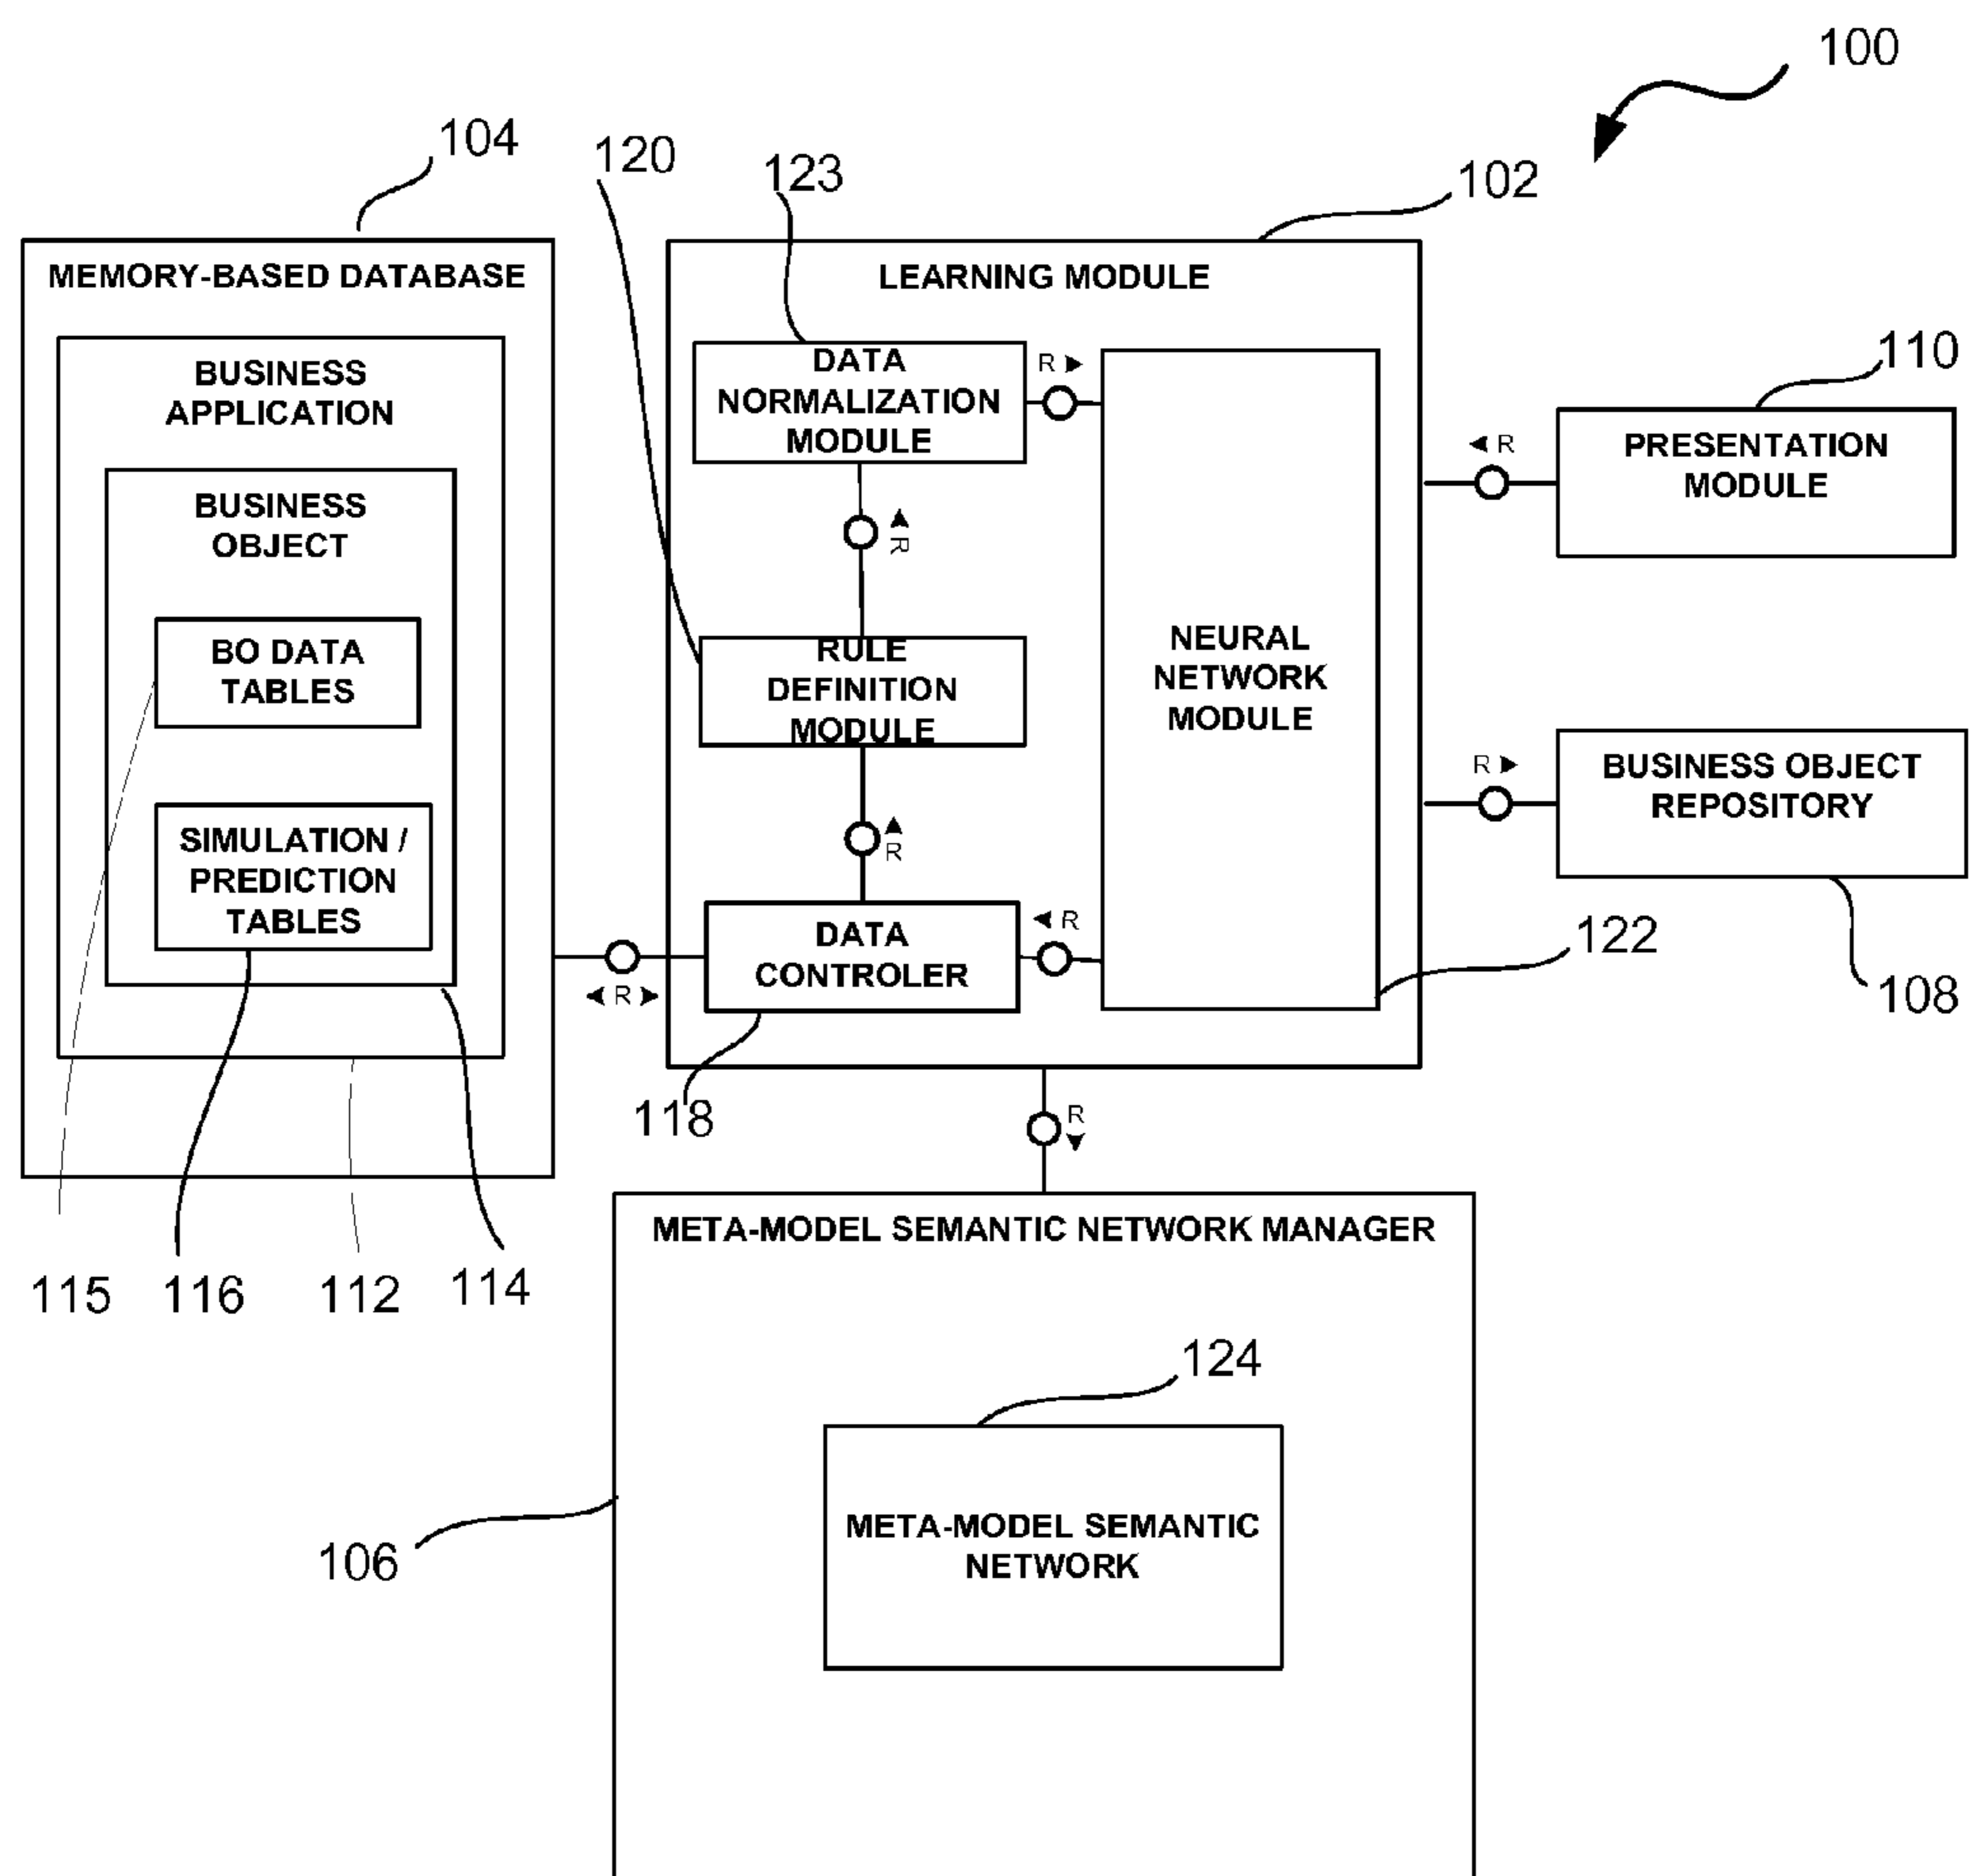 100
104
120
123
102
MEMORY-BASED DATABASE
LEARNING MODULE
BUSINESS
APPLICATION
DATA
NORMALIZATION
MODULE
R
110
PRESENTATION
MODULE
R
BUSINESS
OBJECT
R
BO DATA
TABLES
RULE
DEFINITION
MODULE
NEURAL
NETWORK
MODULE
R
BUSINESS OBJECT
REPOSITORY
SIMULATION /
PREDICTION
TABLES
R
DATA
CONTROLER
R
122
R
108
118
R
115
116
112
114
META-MODEL SEMANTIC NETWORK MANAGER
124
META-MODEL SEMANTIC
NETWORK
106